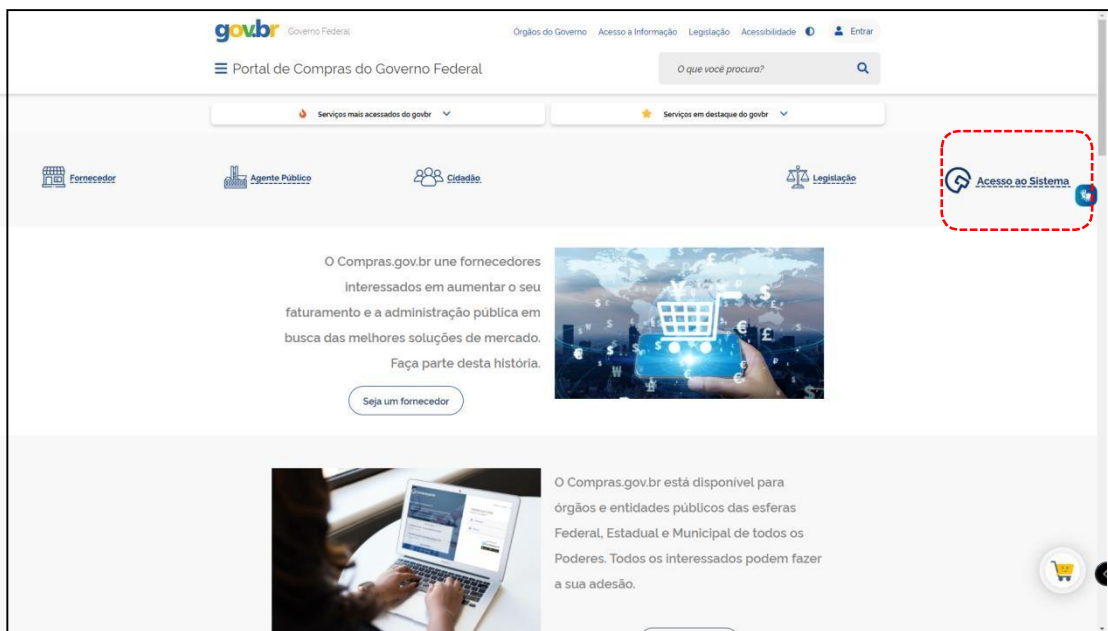 gov.br Governo Federal
Órgãos do Governo Acesso à Informação Legislação Acessibilidade Entrar
Portal de Compras do Governo Federal
O que você procura?
Serviços mais acessados do govbr
Serviços em destaque do govbr
Fornecedor
Agente Público
Cidadão
Legislação
Acesso ao Sistema
O Compras.gov.br une fornecedores
interessados em aumentar o seu
faturamento e a administração pública em
busca das melhores soluções de mercado.
Faça parte desta história.
Seja um fornecedor
O Compras.gov.br está disponível para
órgãos e entidades públicos das esferas
Federal, Estadual e Municipal de todos os
Poderes. Todos os interessados podem fazer
a sua adesão.